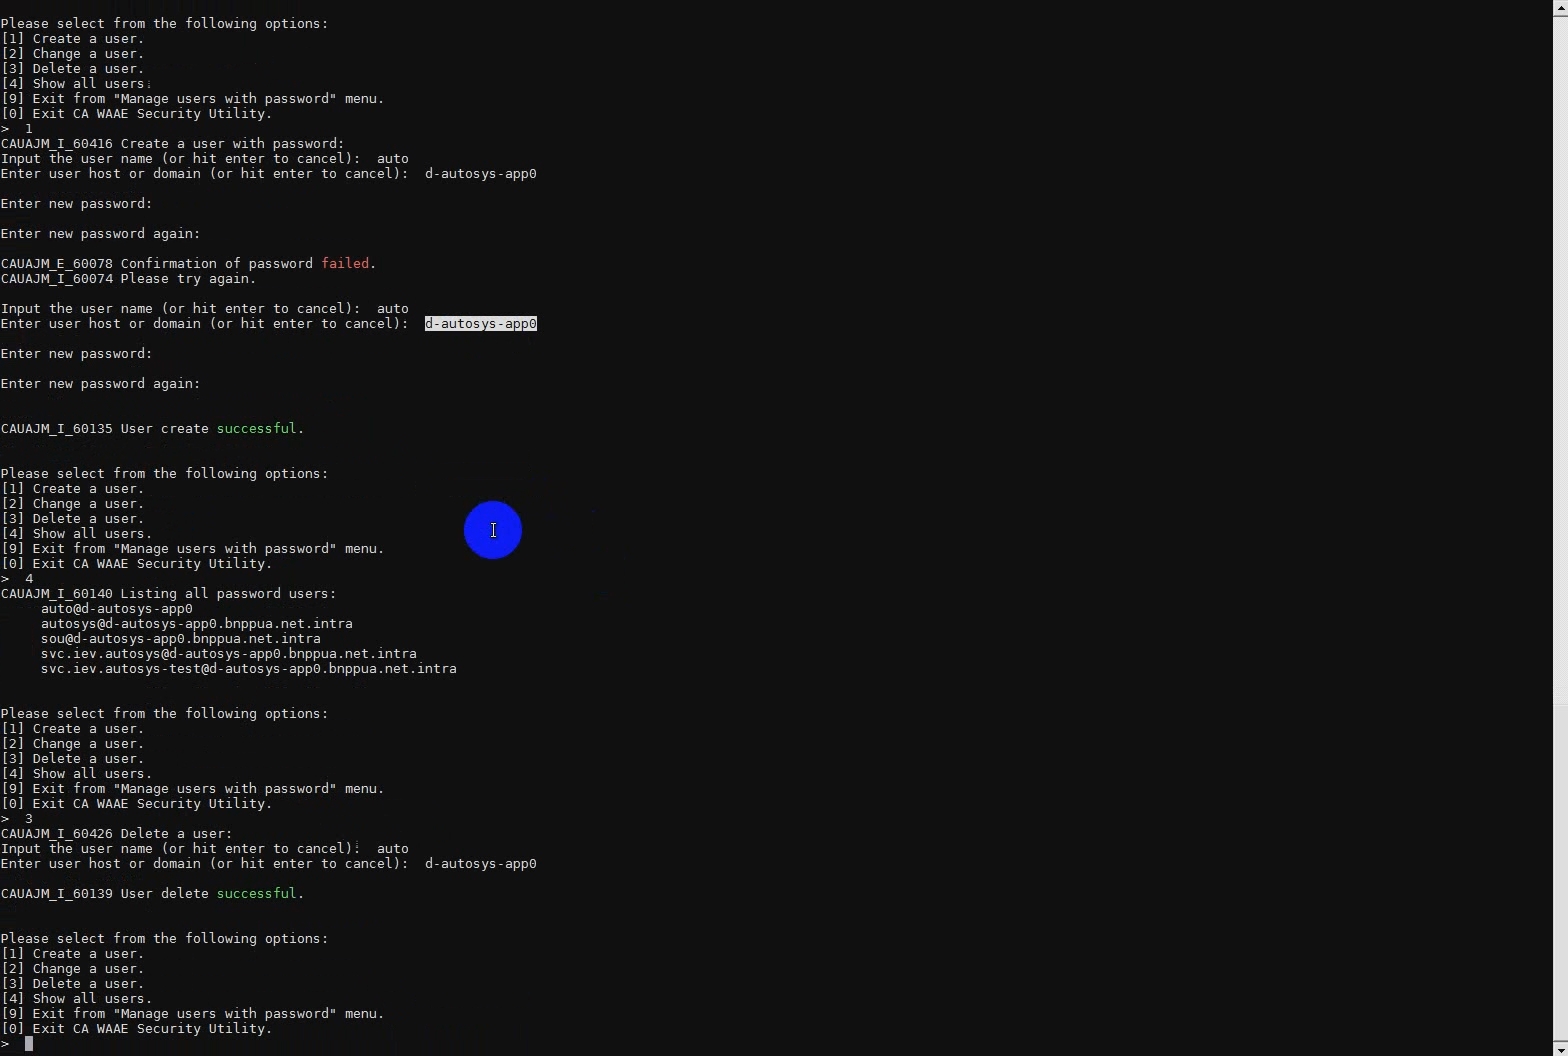 Please select from the following options:
[1] Create a user.
[2] Change a user.
[3] Delete a user.
[4] Show all users.
[9] Exit from "Manage users with password" menu.
[0] Exit CA WAAE Security Utility.
>  1
CAUAJM_I_60416 Create a user with password:
Input the user name (or hit enter to cancel):  auto
Enter user host or domain (or hit enter to cancel):  d-autosys-app0
Enter new password:
Enter new password again:
CAUAJM_E_60078 Confirmation of password failed.
CAUAJM_I_60074 Please try again.
Input the user name (or hit enter to cancel):  auto
Enter user host or domain (or hit enter to cancel):  d-autosys-app0
Enter new password:
Enter new password again:
CAUAJM_I_60135 User create successful.
Please select from the following options:
[1] Create a user.
[2] Change a user.
[3] Delete a user.
[4] Show all users.
[9] Exit from "Manage users with password" menu.
[0] Exit CA WAAE Security Utility.
>  4
CAUAJM_I_60140 Listing all password users:
auto@d-autosys-app0
autosys@d-autosys-app0.bnppua.net.intra
sou@d-autosys-app0.bnppua.net.intra
svc.iev.autosys@d-autosys-app0.bnppua.net.intra
svc.iev.autosys-test@d-autosys-app0.bnppua.net.intra
Please select from the following options:
[1] Create a user.
[2] Change a user.
[3] Delete a user.
[4] Show all users.
[9] Exit from "Manage users with password" menu.
[0] Exit CA WAAE Security Utility.
>  3
CAUAJM_I_60426 Delete a user:
Input the user name (or hit enter to cancel):  auto
Enter user host or domain (or hit enter to cancel):  d-autosys-app0
CAUAJM_I_60139 User delete successful.
Please select from the following options:
[1] Create a user.
[2] Change a user.
[3] Delete a user.
[4] Show all users.
[9] Exit from "Manage users with password" menu.
[0] Exit CA WAAE Security Utility.
>